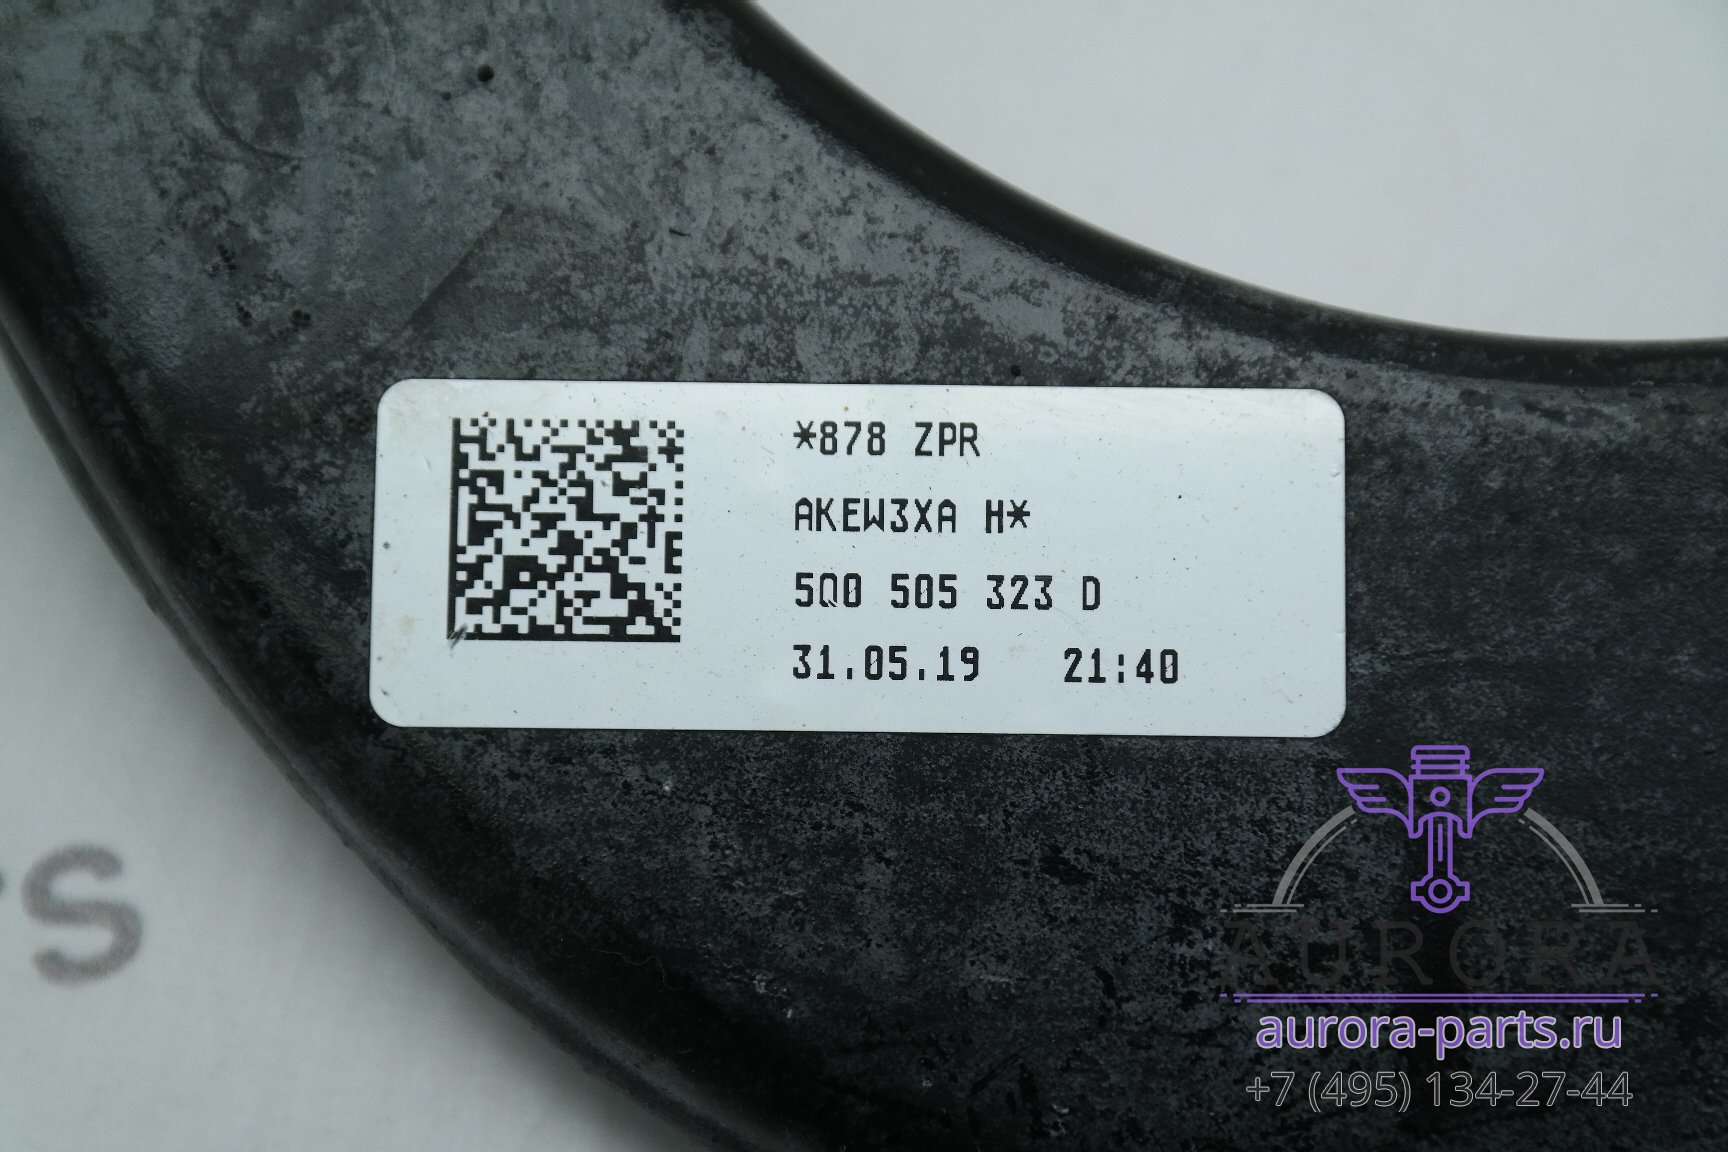 *878 ZPR
AKEW3XA H*
5Q0 505 323 D
31.05.19 21:40
S
AURORA
aurora-parts.ru
+7 (495) 134-27-44